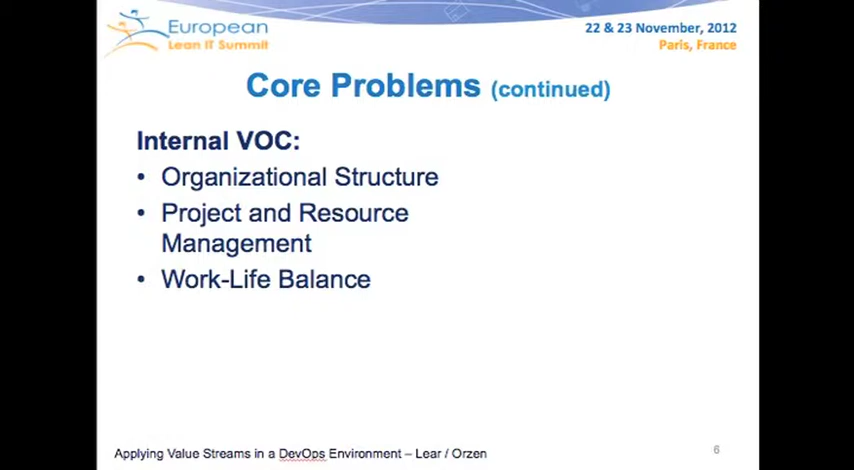 European
Lean IT Summit
22 & 23 November, 2012
Paris, France
Core Problems (continued)
Internal VOC:
• Organizational Structure
• Project and Resource
Management
• Work-Life Balance
Applying Value Streams in a DevOps Environment – Lear / Orzen
6